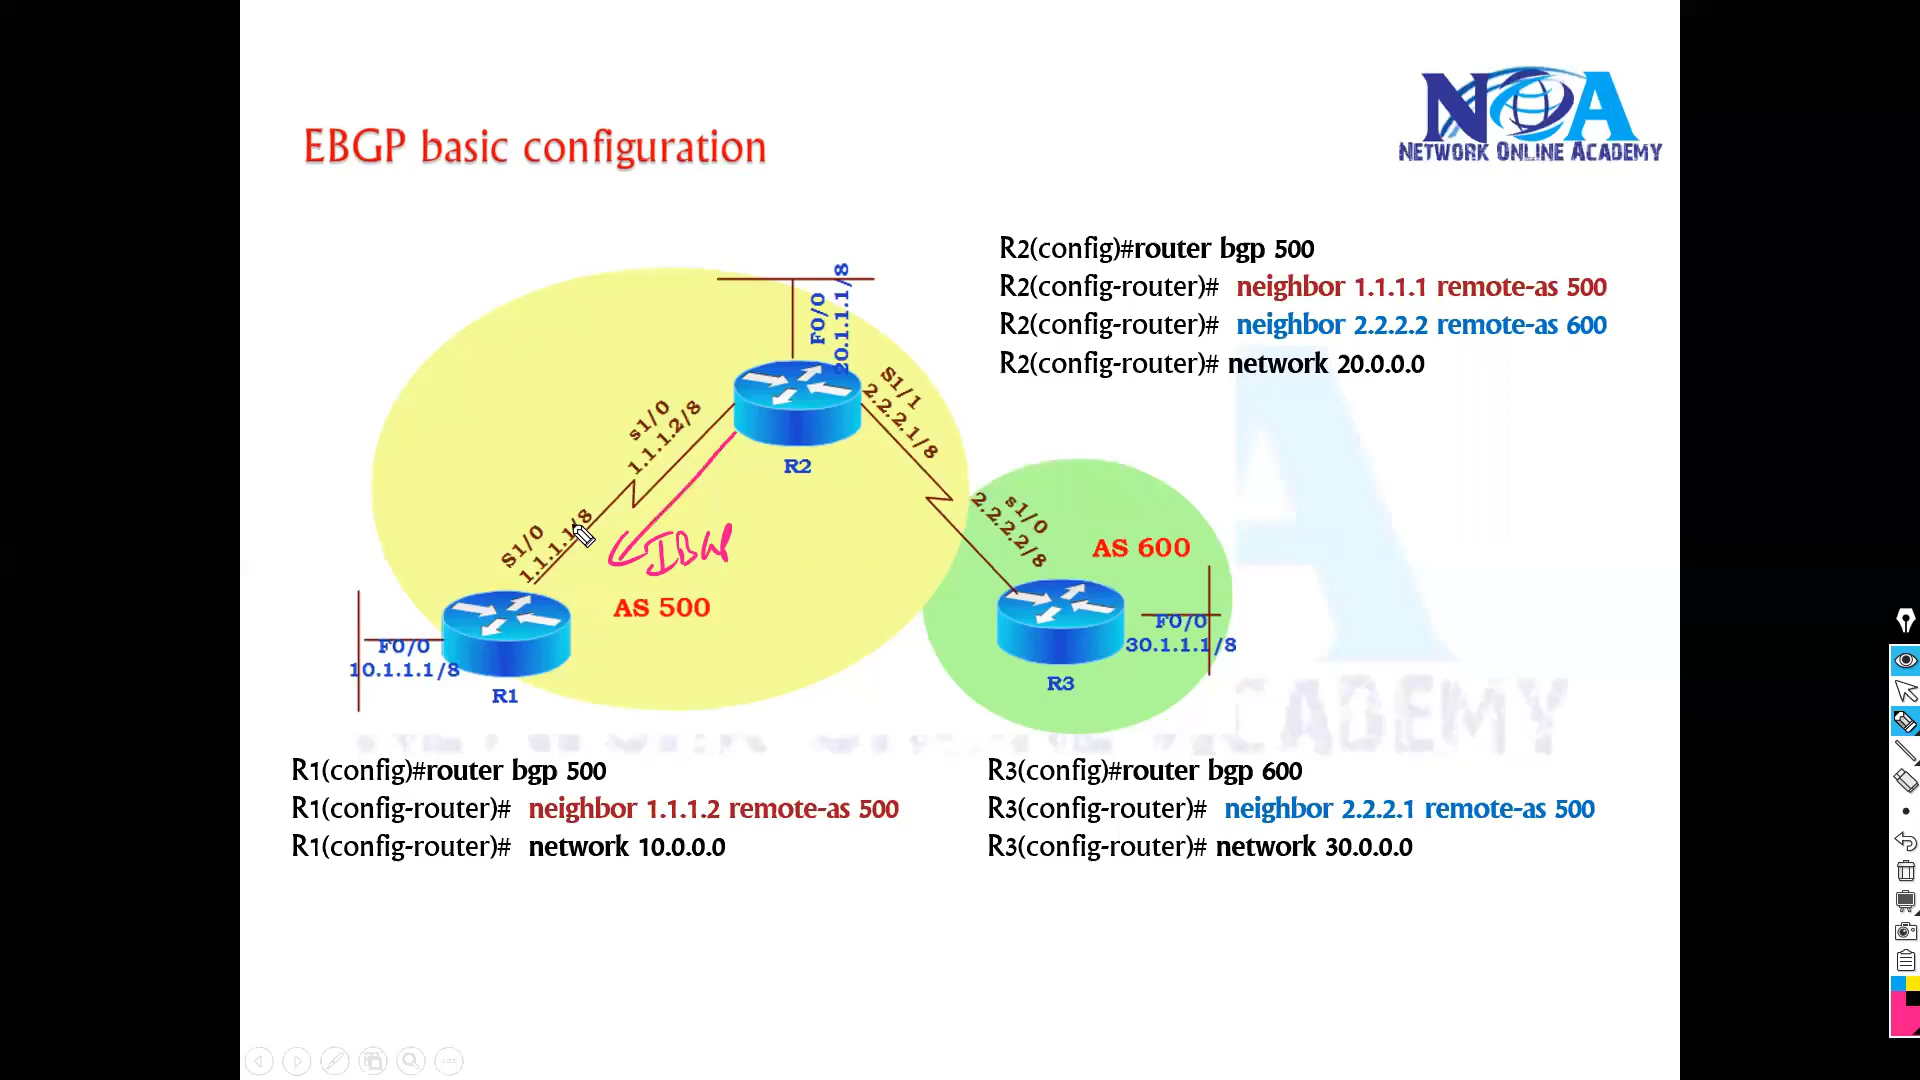 NOA
NETWORK ONLINE ACADEMY
EBGP basic configuration
R2(config)#router bgp 500
R2(config-router)# neighbor 1.1.1.1 remote-as 500
R2(config-router)# neighbor 2.2.2.2 remote-as 600
R2(config-router)# network 20.0.0.0
F0/0
20.1.1.1/8
s1/0
1.1.1.2/8
S1/1
2.2.2.1/8
R2
S1/0
1.1.1.1/8
IBGP
AS 500
s1/0
2.2.2.2/8
AS 600
F0/0
10.1.1.1/8
R1
F0/0
30.1.1.1/8
R3
NETWORK ONLINE ACADEMY
R1(config)#router bgp 500
R1(config-router)# neighbor 1.1.1.2 remote-as 500
R1(config-router)# network 10.0.0.0
R3(config)#router bgp 600
R3(config-router)# neighbor 2.2.2.1 remote-as 500
R3(config-router)# network 30.0.0.0